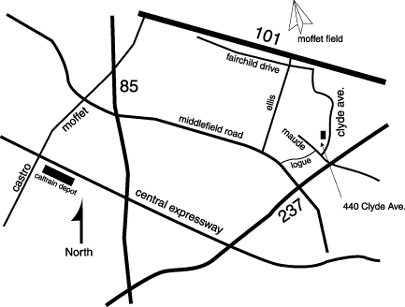 101
moffet field
fairchild drive
85
ellis
clyde ave.
moffet
middlefield road
maude
logue
castro
caltrain depot
central expressway
237
440 Clyde Ave.
North